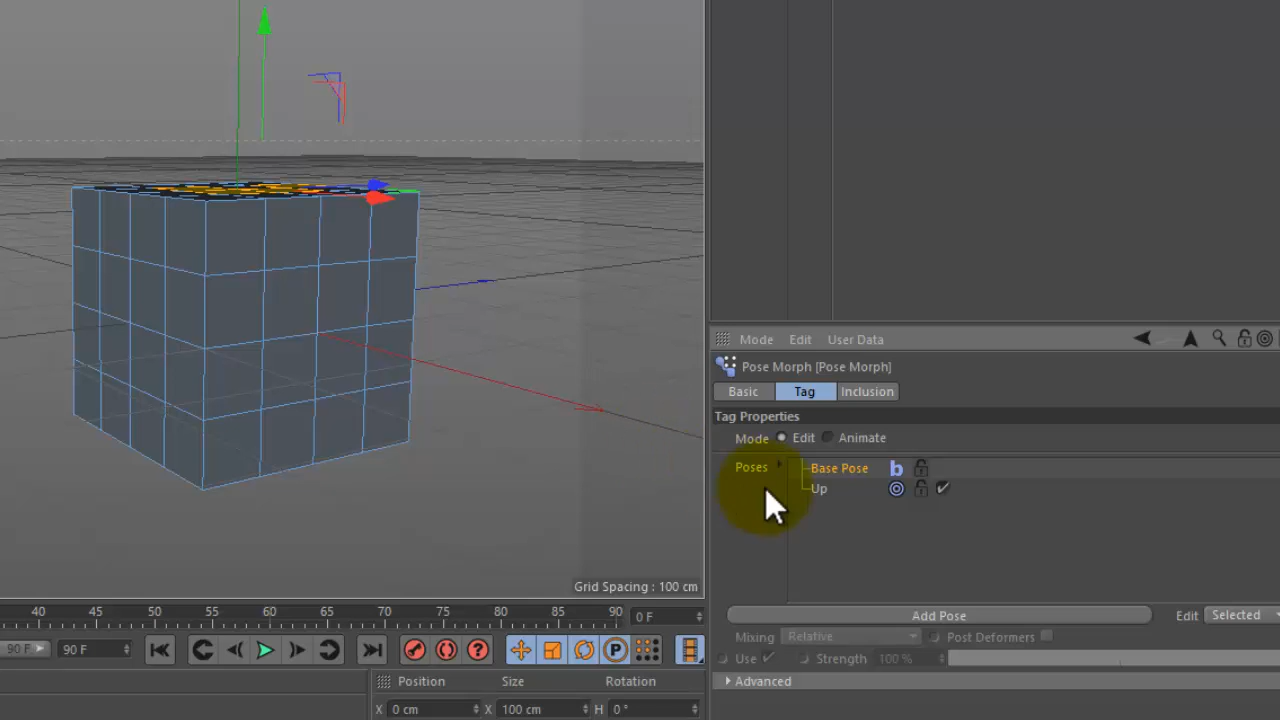 Mode Edit User Data
Pose Morph [Pose Morph]
Basic Tag Inclusion
Tag Properties
Mode Edit Animate
Poses Base Pose b
Up
Grid Spacing : 100 cm
40 45 50 55 60 65 70 75 80 85 90 0 F
Add Pose Edit Selected
90 F 90 F P
Mixing Relative Post Deformers
Use Strength 100 %
Position Size Rotation
Advanced
X 0 cm X 100 cm H 0 °